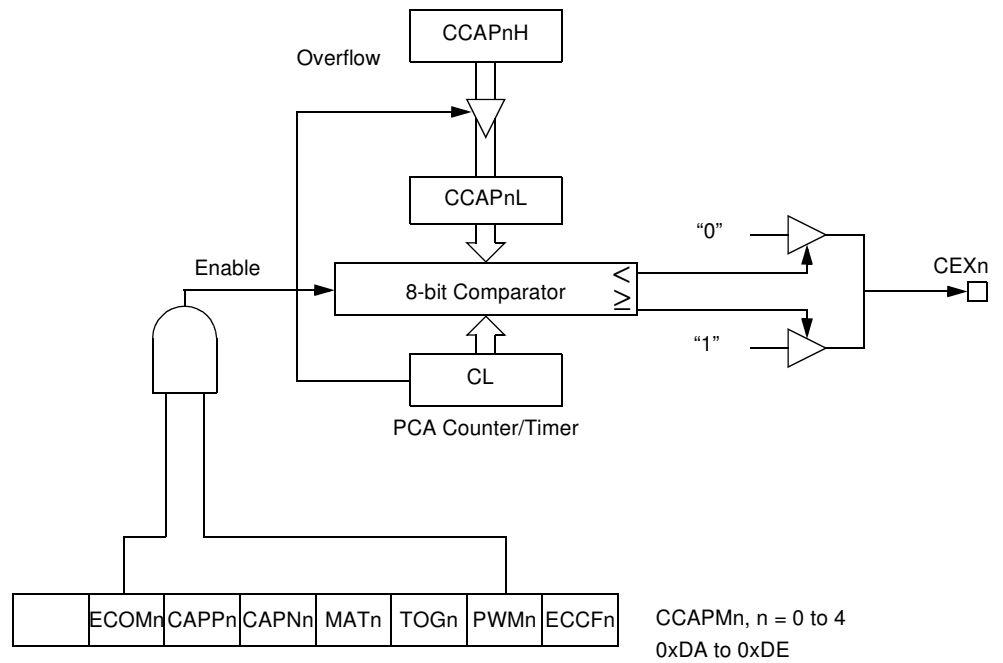 CCAPnH
Overflow
CCAPnL
“0”
Enable
8-bit Comparator
<
≥
CEXn
“1”
CL
PCA Counter/Timer
ECOMn CAPPn CAPNn MATn TOGn PWMn ECCFn
CCAPMn, n = 0 to 4
0xDA to 0xDE